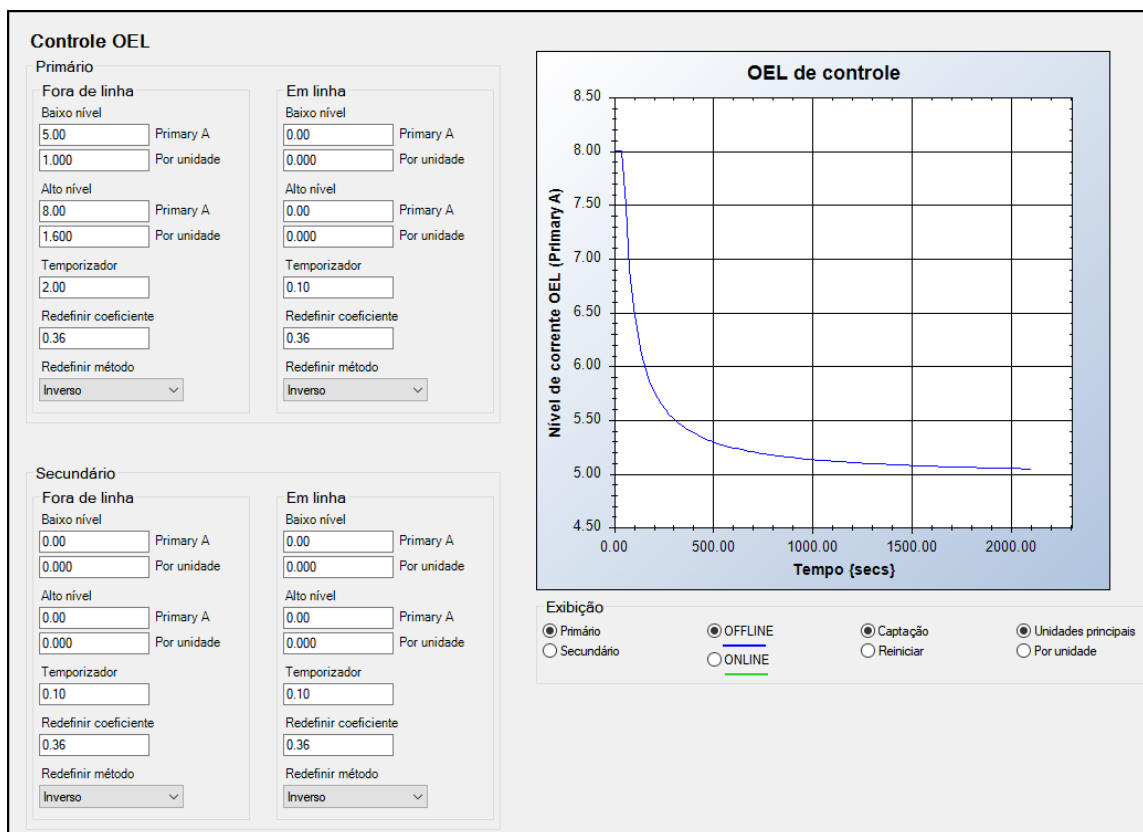 Controle OEL
Primário
Fora de linha
Baixo nível
5.00 Primary A
1.000 Por unidade
Alto nível
8.00 Primary A
1.600 Por unidade
Temporizador
2.00
Redefinir coeficiente
0.36
Redefinir método
Inverso
Em linha
Baixo nível
0.00 Primary A
0.000 Por unidade
Alto nível
0.00 Primary A
0.000 Por unidade
Temporizador
0.10
Redefinir coeficiente
0.36
Redefinir método
Inverso
Secundário
Fora de linha
Baixo nível
0.00 Primary A
0.000 Por unidade
Alto nível
0.00 Primary A
0.000 Por unidade
Temporizador
0.10
Redefinir coeficiente
0.36
Redefinir método
Inverso
Em linha
Baixo nível
0.00 Primary A
0.000 Por unidade
Alto nível
0.00 Primary A
0.000 Por unidade
Temporizador
0.10
Redefinir coeficiente
0.36
Redefinir método
Inverso
OEL de controle
Nível de corrente OEL (Primary A)
8.50
8.00
7.50
7.00
6.50
6.00
5.50
5.00
4.50
0.00 500.00 1000.00 1500.00 2000.00
Tempo {secs}
Exibição
Primário OFFLINE Captação Unidades principais
Secundário ONLINE Reiniciar Por unidade